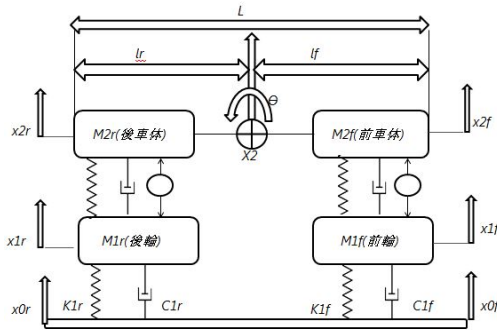 L
lr
lf
θ
x2r
M2r(後車体)
X2
M2f(前車体)
x2f
x1r
M1r(後輪)
M1f(前輪)
x1f
x0r
K1r
C1r
K1f
C1f
x0f